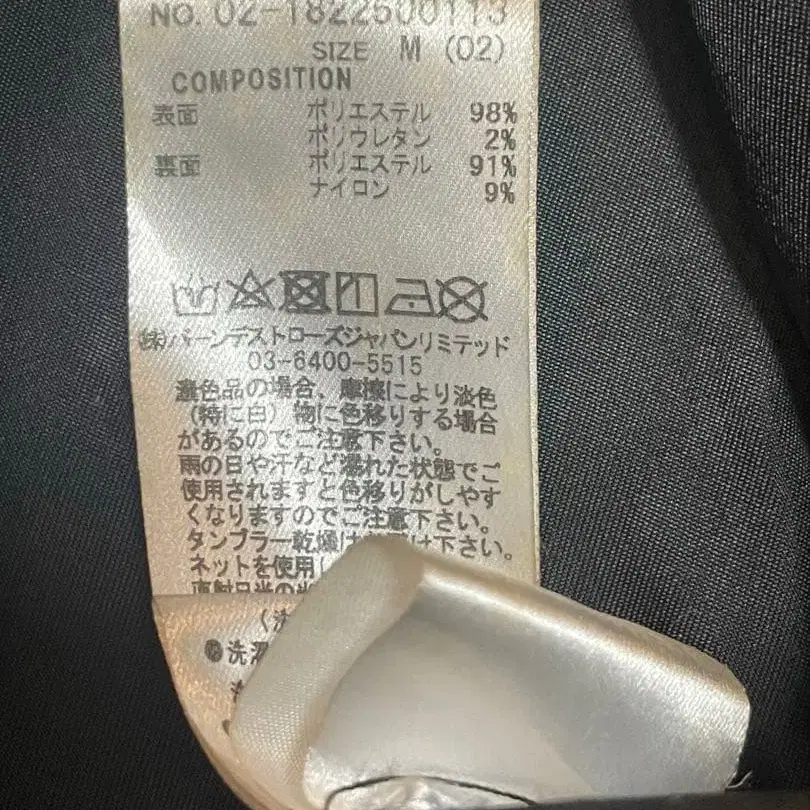 No. 02-1822500113
SIZE M (02)
COMPOSITION
表面 ポリエステル 98%
ポリウレタン 2%
裏面 ポリエステル 91%
ナイロン 9%
(株)バーンデストローズジャパンリミテッド
03-6400-5515
濃色品の場合、摩擦により淡色
(特に白)物に色移りする場合
があるのでご注意下さい。
雨の日や汗など濡れた状態でご
使用されますと色移りがしやす
くなりますのでご注意下さい。
タンブラー乾燥は け下さい。
ネットを使用し
直射日光の